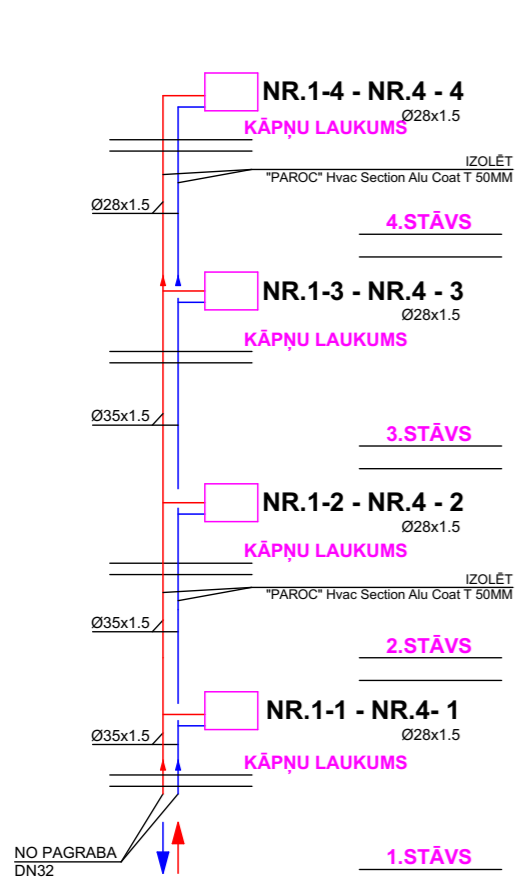 NR.1-4 - NR.4 - 4
Ø28x1.5
KĀPŅU LAUKUMS
IZOLĒT
"PAROC" Hvac Section Alu Coat T 50MM
Ø28x1.5
4.STĀVS
NR.1-3 - NR.4 - 3
Ø28x1.5
KĀPŅU LAUKUMS
Ø35x1.5
3.STĀVS
NR.1-2 - NR.4 - 2
Ø28x1.5
KĀPŅU LAUKUMS
IZOLĒT
"PAROC" Hvac Section Alu Coat T 50MM
Ø35x1.5
2.STĀVS
NR.1-1 - NR.4- 1
Ø28x1.5
Ø35x1.5
KĀPŅU LAUKUMS
NO PAGRABA
DN32
1.STĀVS